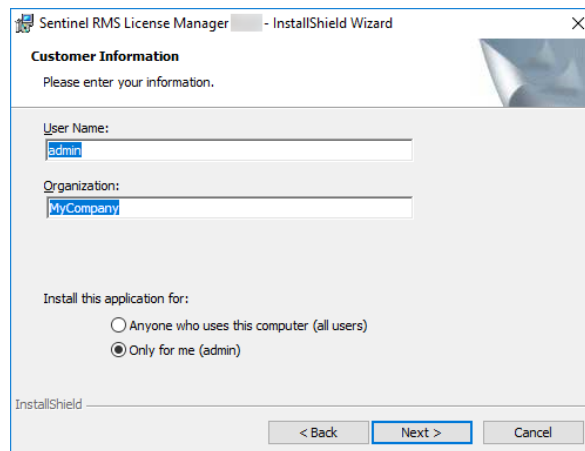 Sentinel RMS License Manager - InstallShield Wizard
Customer Information
Please enter your information.
User Name:
admin
Organization:
MyCompany
Install this application for:
Anyone who uses this computer (all users)
Only for me (admin)
InstallShield
< Back Next > Cancel